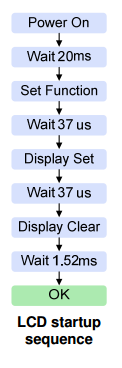 Power On
Wait 20ms
Set Function
Wait 37 us
Display Set
Wait 37 us
Display Clear
Wait 1.52ms
OK
LCD startup
sequence